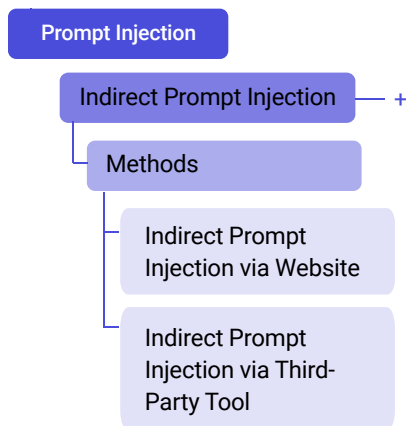 Prompt Injection
Indirect Prompt Injection +
Methods
Indirect Prompt
Injection via Website
Indirect Prompt
Injection via Third-
Party Tool